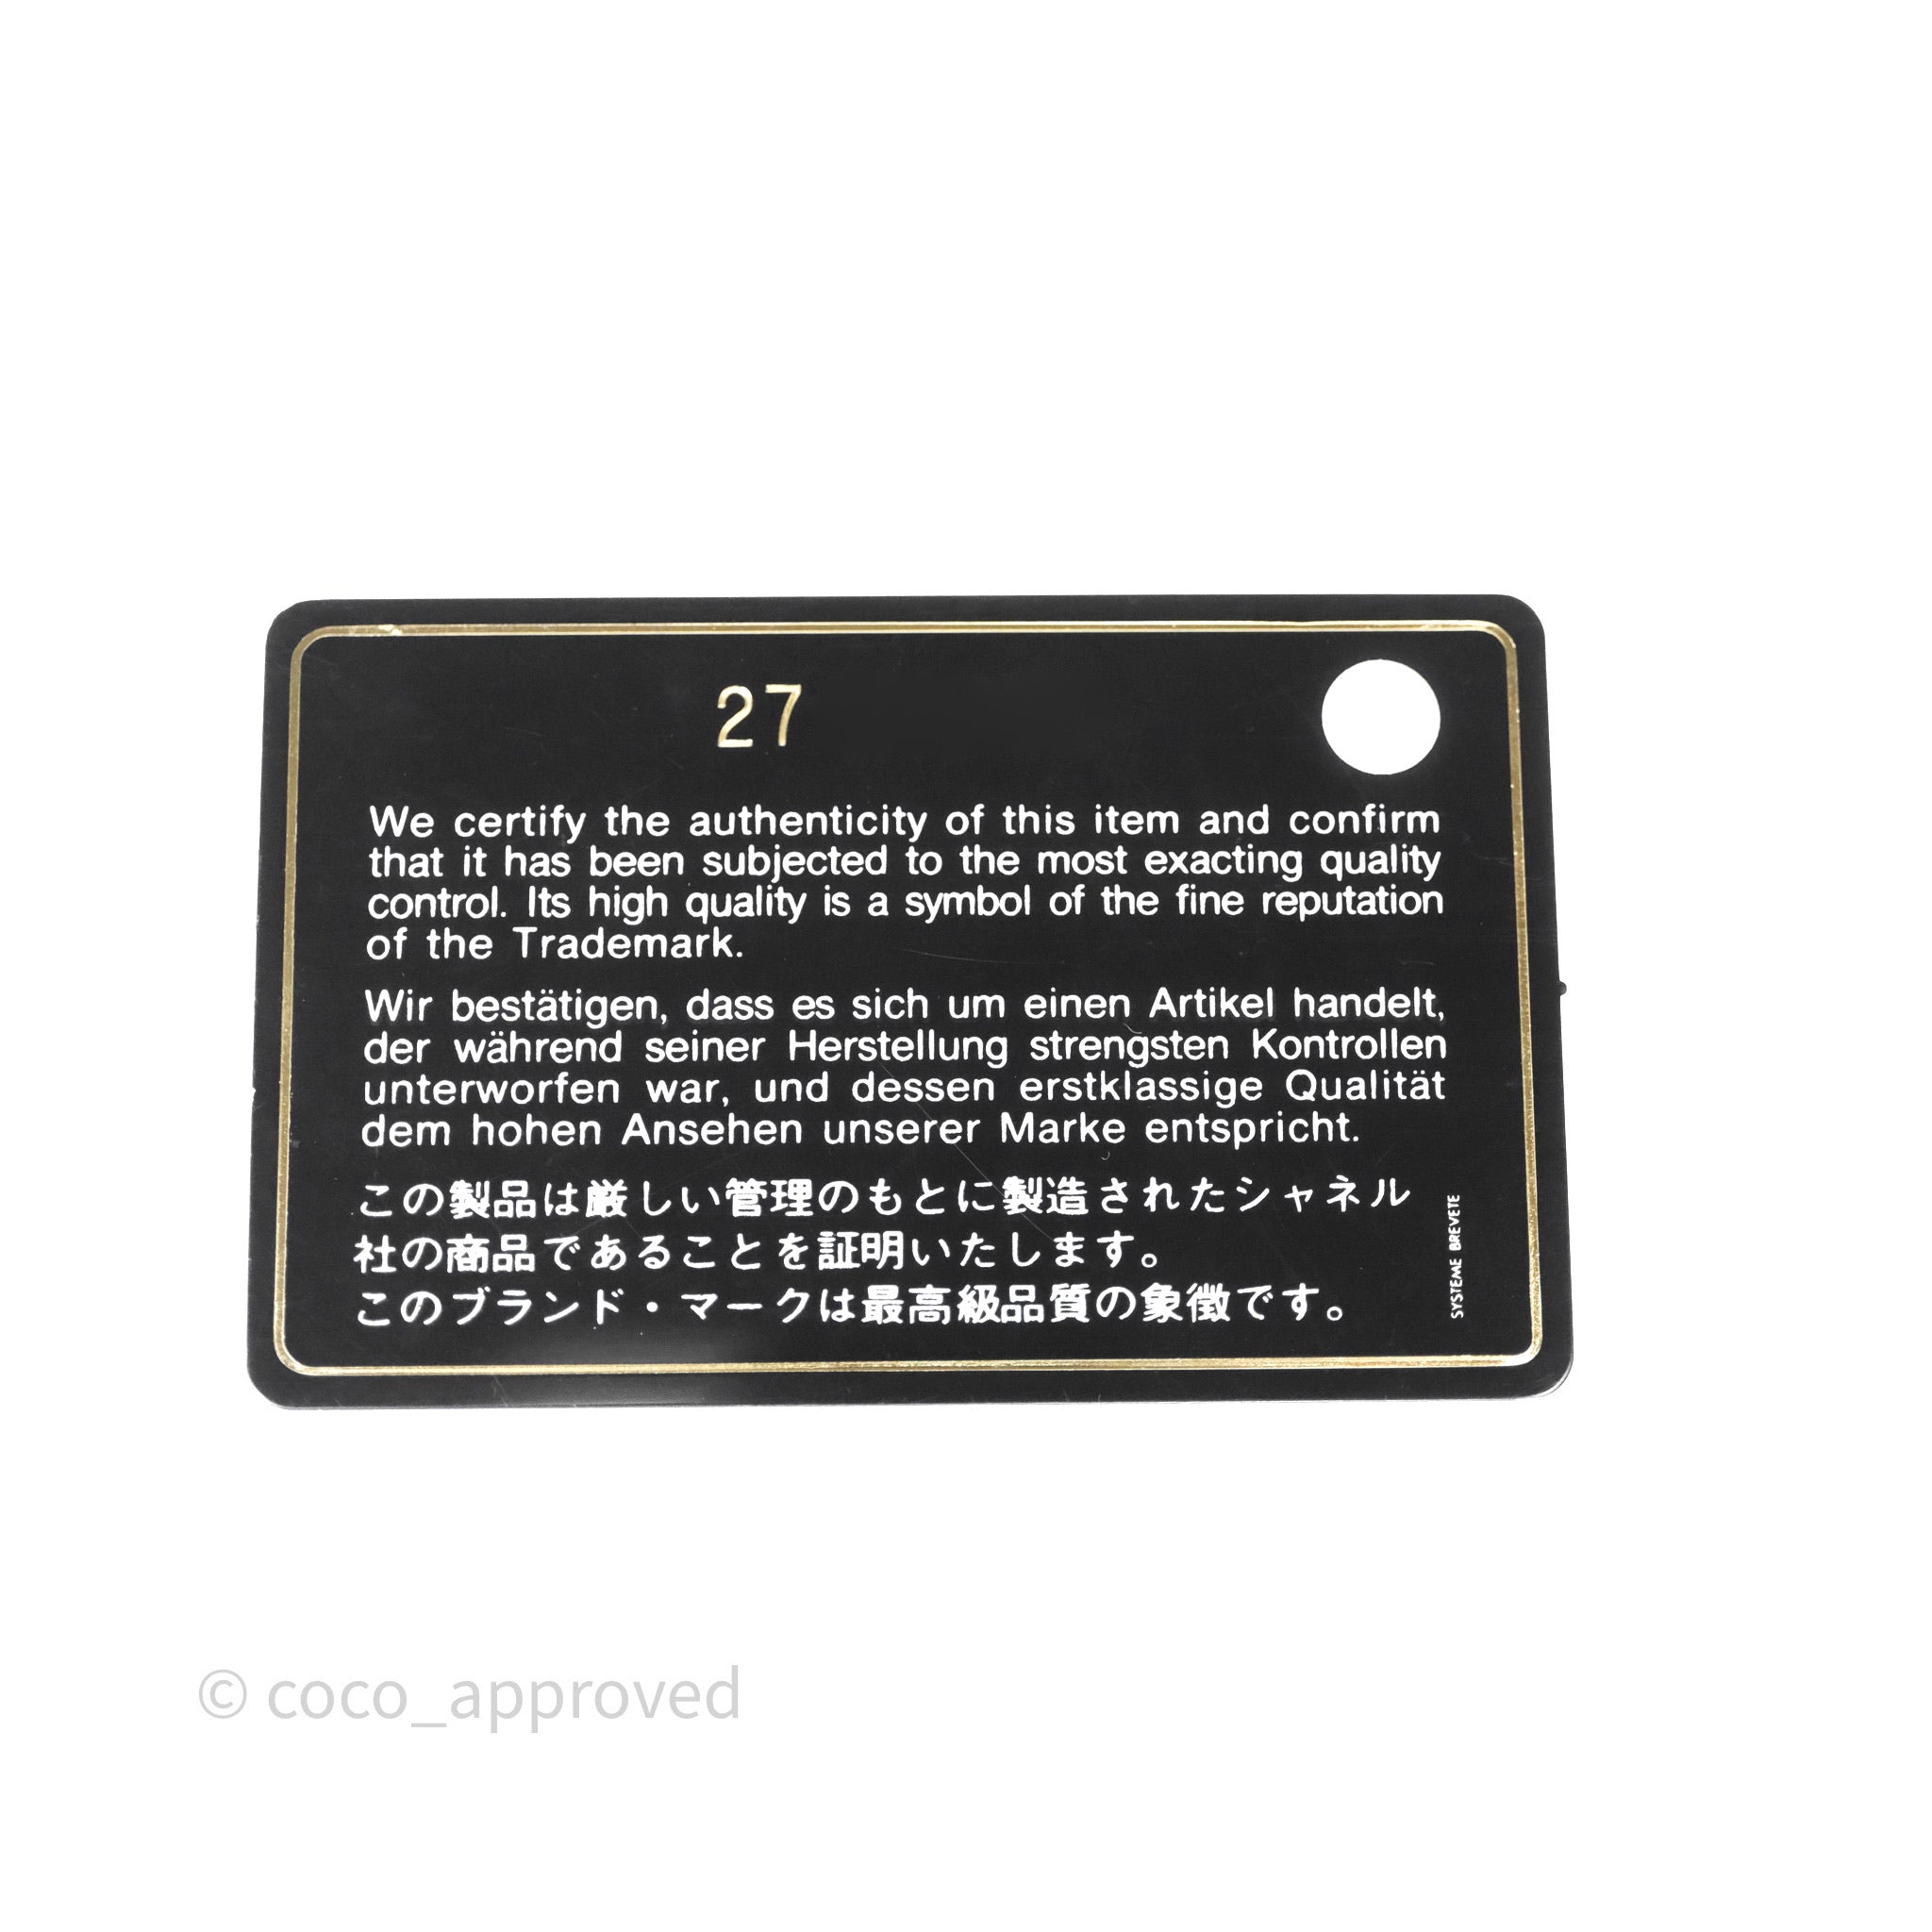 27
We certify the authenticity of this item and confirm
that it has been subjected to the most exacting quality
control. Its high quality is a symbol of the fine reputation
of the Trademark.
Wir bestätigen, dass es sich um einen Artikel handelt,
der während seiner Herstellung strengsten Kontrollen
unterworfen war, und dessen erstklassige Qualität
dem hohen Ansehen unserer Marke entspricht.
この製品は厳しい管理のもとに製造されたシャネル
社の商品であることを証明いたします。
このブランド・マークは最高級品質の象徴です。
SYSTEME BREVETE
© coco_approved